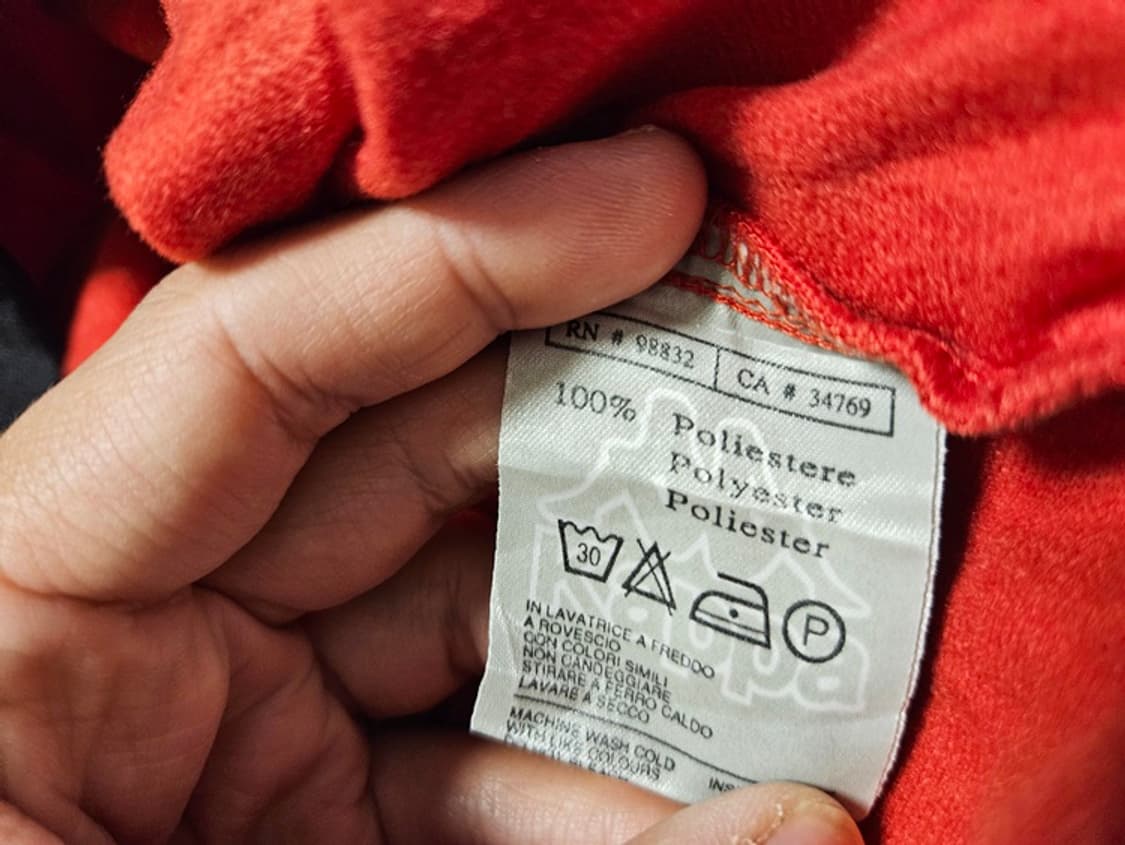 RN # 98832 CA # 34769
100% Poliestere
Polyester
Poliester
30
P
IN LAVATRICE A FREDDO
A ROVESCIO
CON COLORI SIMILI
NON CANDEGGIARE
STIRARE A FERRO CALDO
LAVARE A SECCO
MACHINE WASH COLD
WITH LIKE COLOURS
Kappa